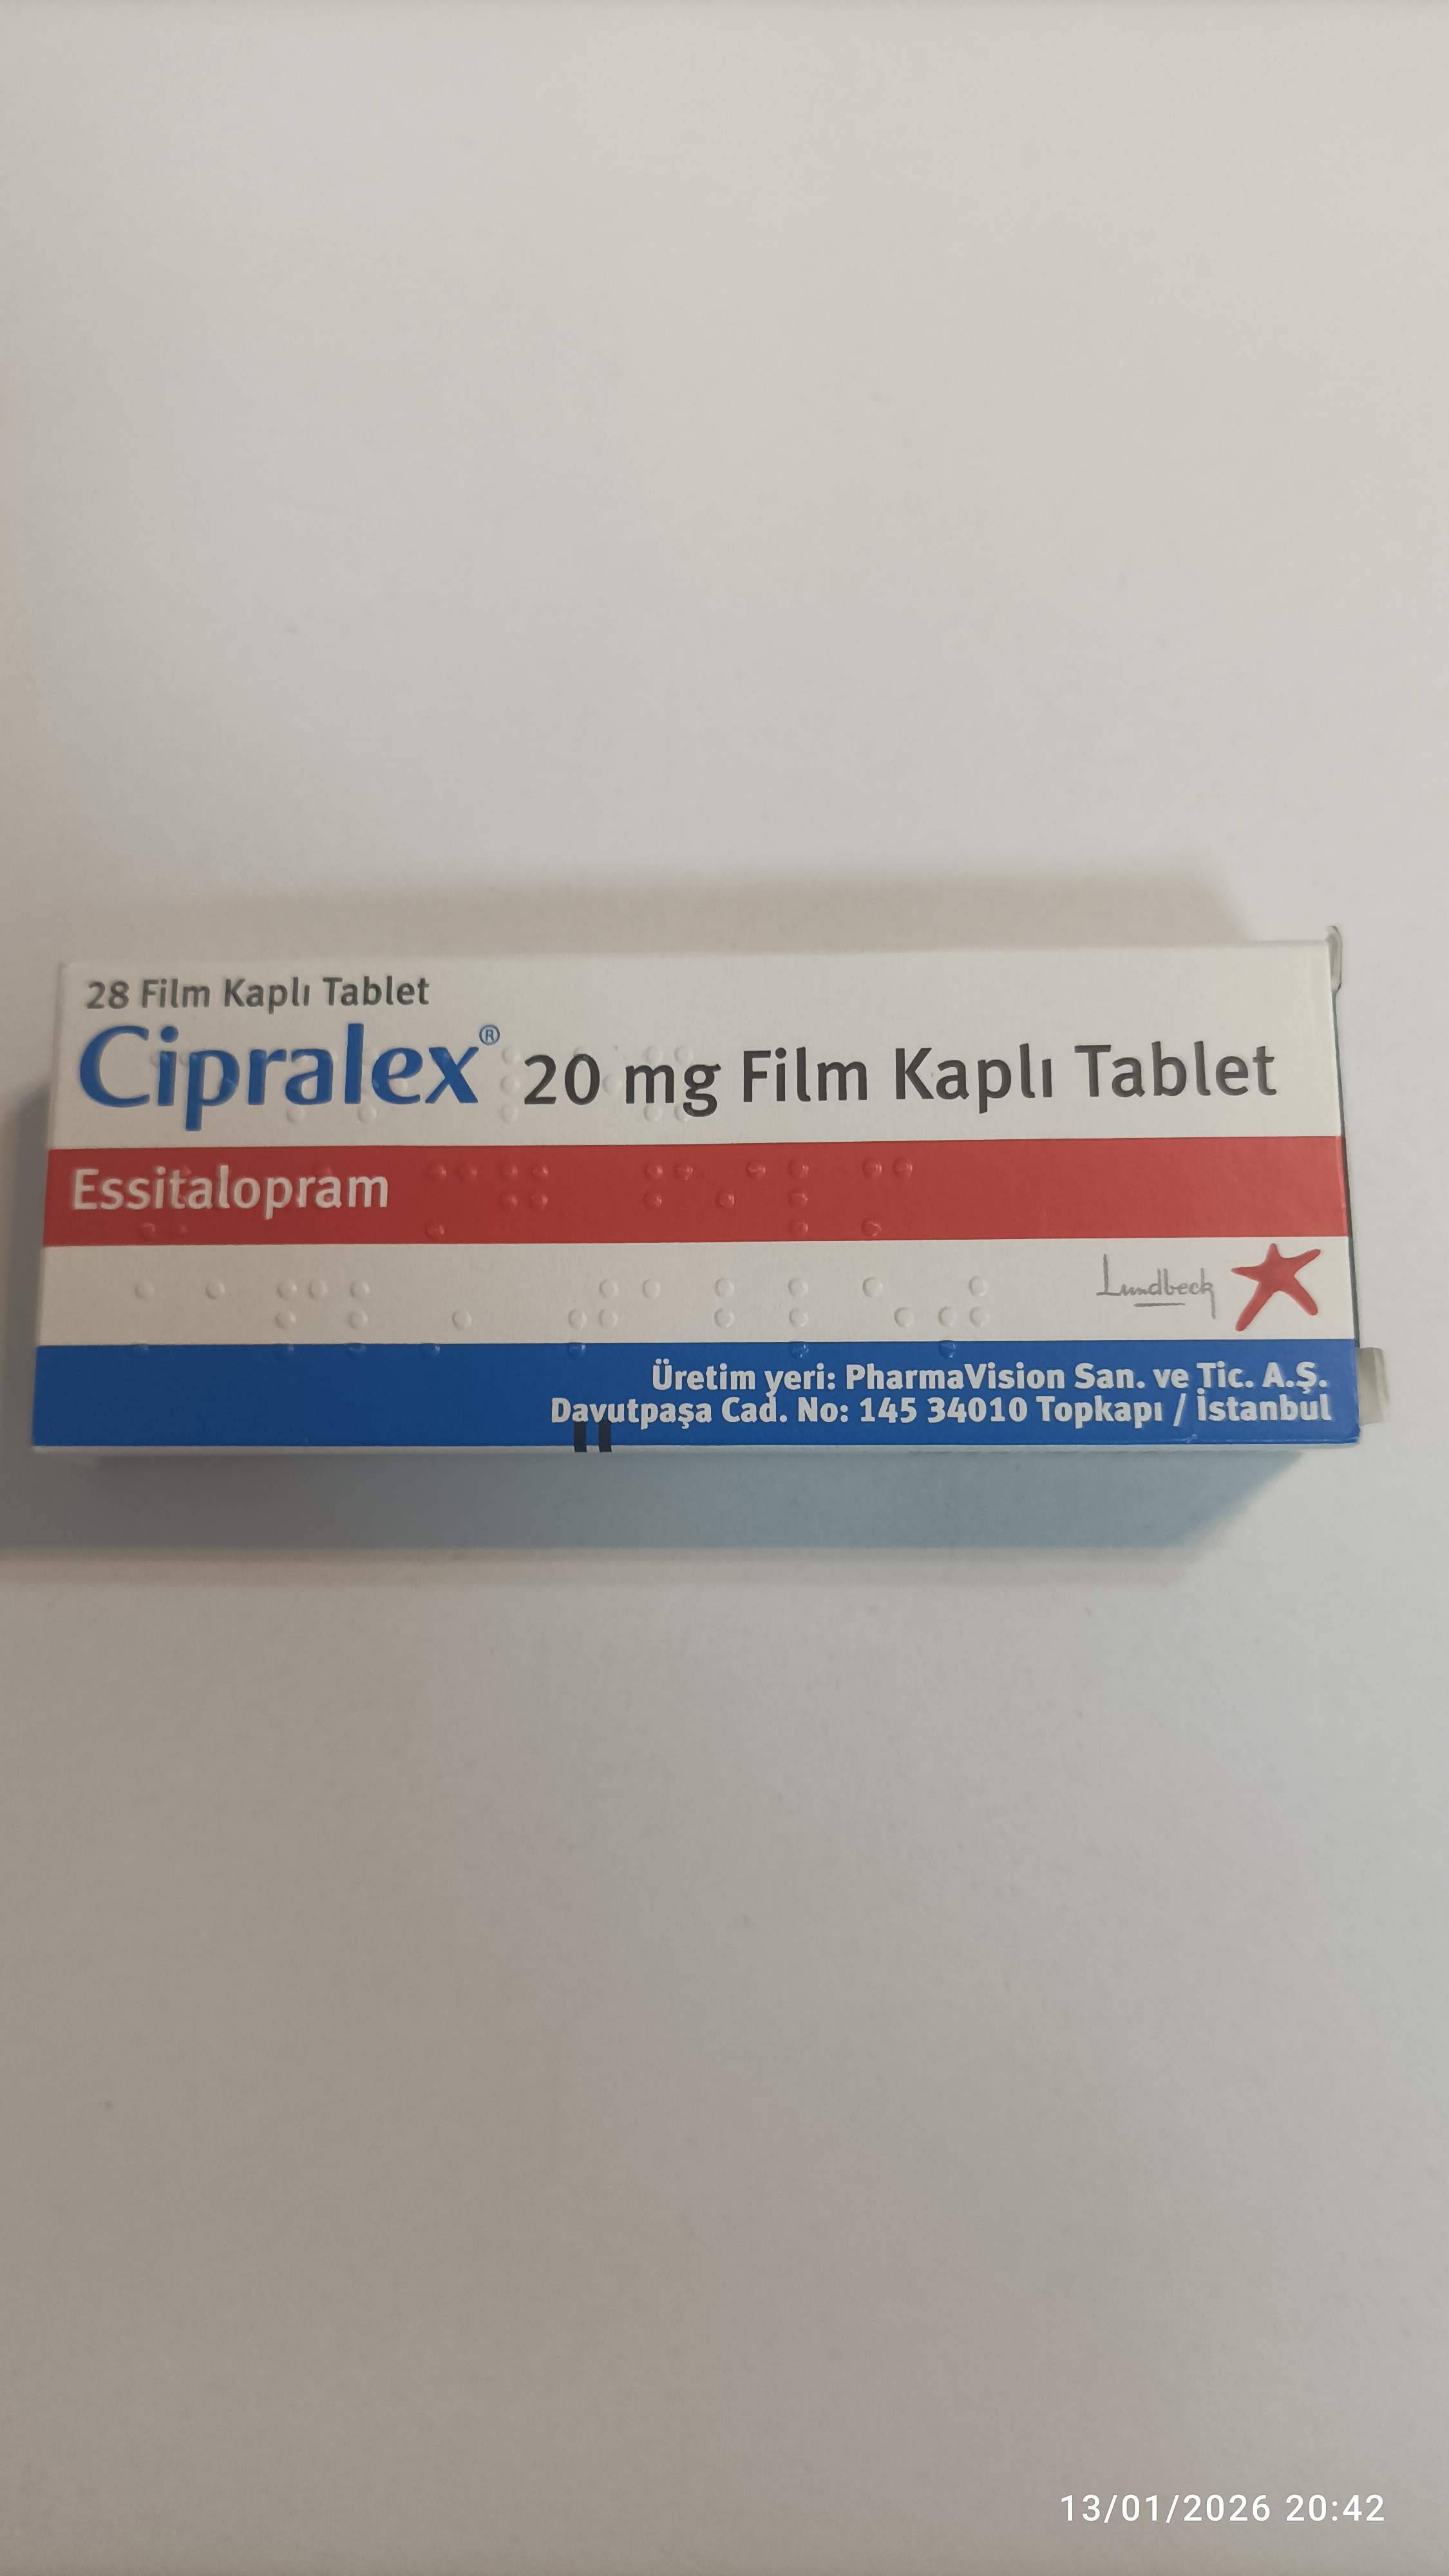 28 Film Kaplı Tablet
Cipralex® 20 mg Film Kaplı Tablet
Essitalopram
Lundbeck
Üretim yeri: PharmaVision San. ve Tic. A.Ş.
Davutpaşa Cad. No: 145 34010 Topkapı / İstanbul
13/01/2026 20:42